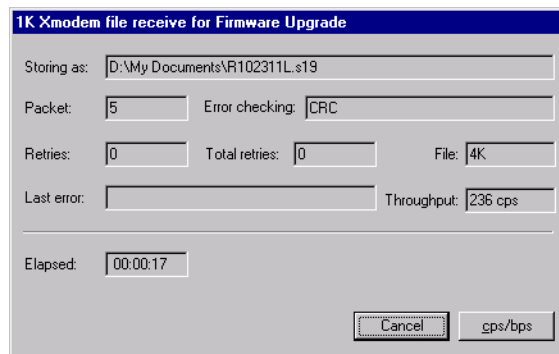 1K Xmodem file receive for Firmware Upgrade
Storing as: D:\My Documents\R102311L.s19
Packet: 5 Error checking: CRC
Retries: 0 Total retries: 0 File: 4K
Last error: Throughput: 236 cps
Elapsed: 00:00:17
Cancel cps/bps